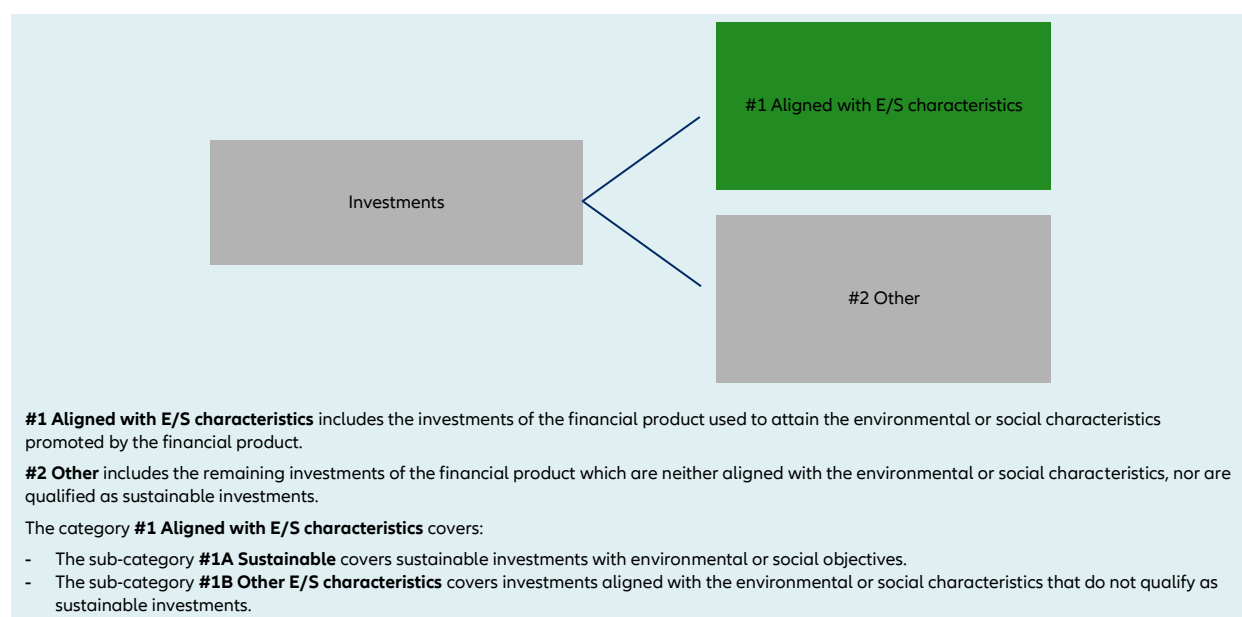 #1 Aligned with E/S characteristics
Investments
#2 Other
#1 Aligned with E/S characteristics includes the investments of the financial product used to attain the environmental or social characteristics
promoted by the financial product.
#2 Other includes the remaining investments of the financial product which are neither aligned with the environmental or social characteristics, nor are
qualified as sustainable investments.
The category #1 Aligned with E/S characteristics covers:
- The sub-category #1A Sustainable covers sustainable investments with environmental or social objectives.
- The sub-category #1B Other E/S characteristics covers investments aligned with the environmental or social characteristics that do not qualify as
sustainable investments.